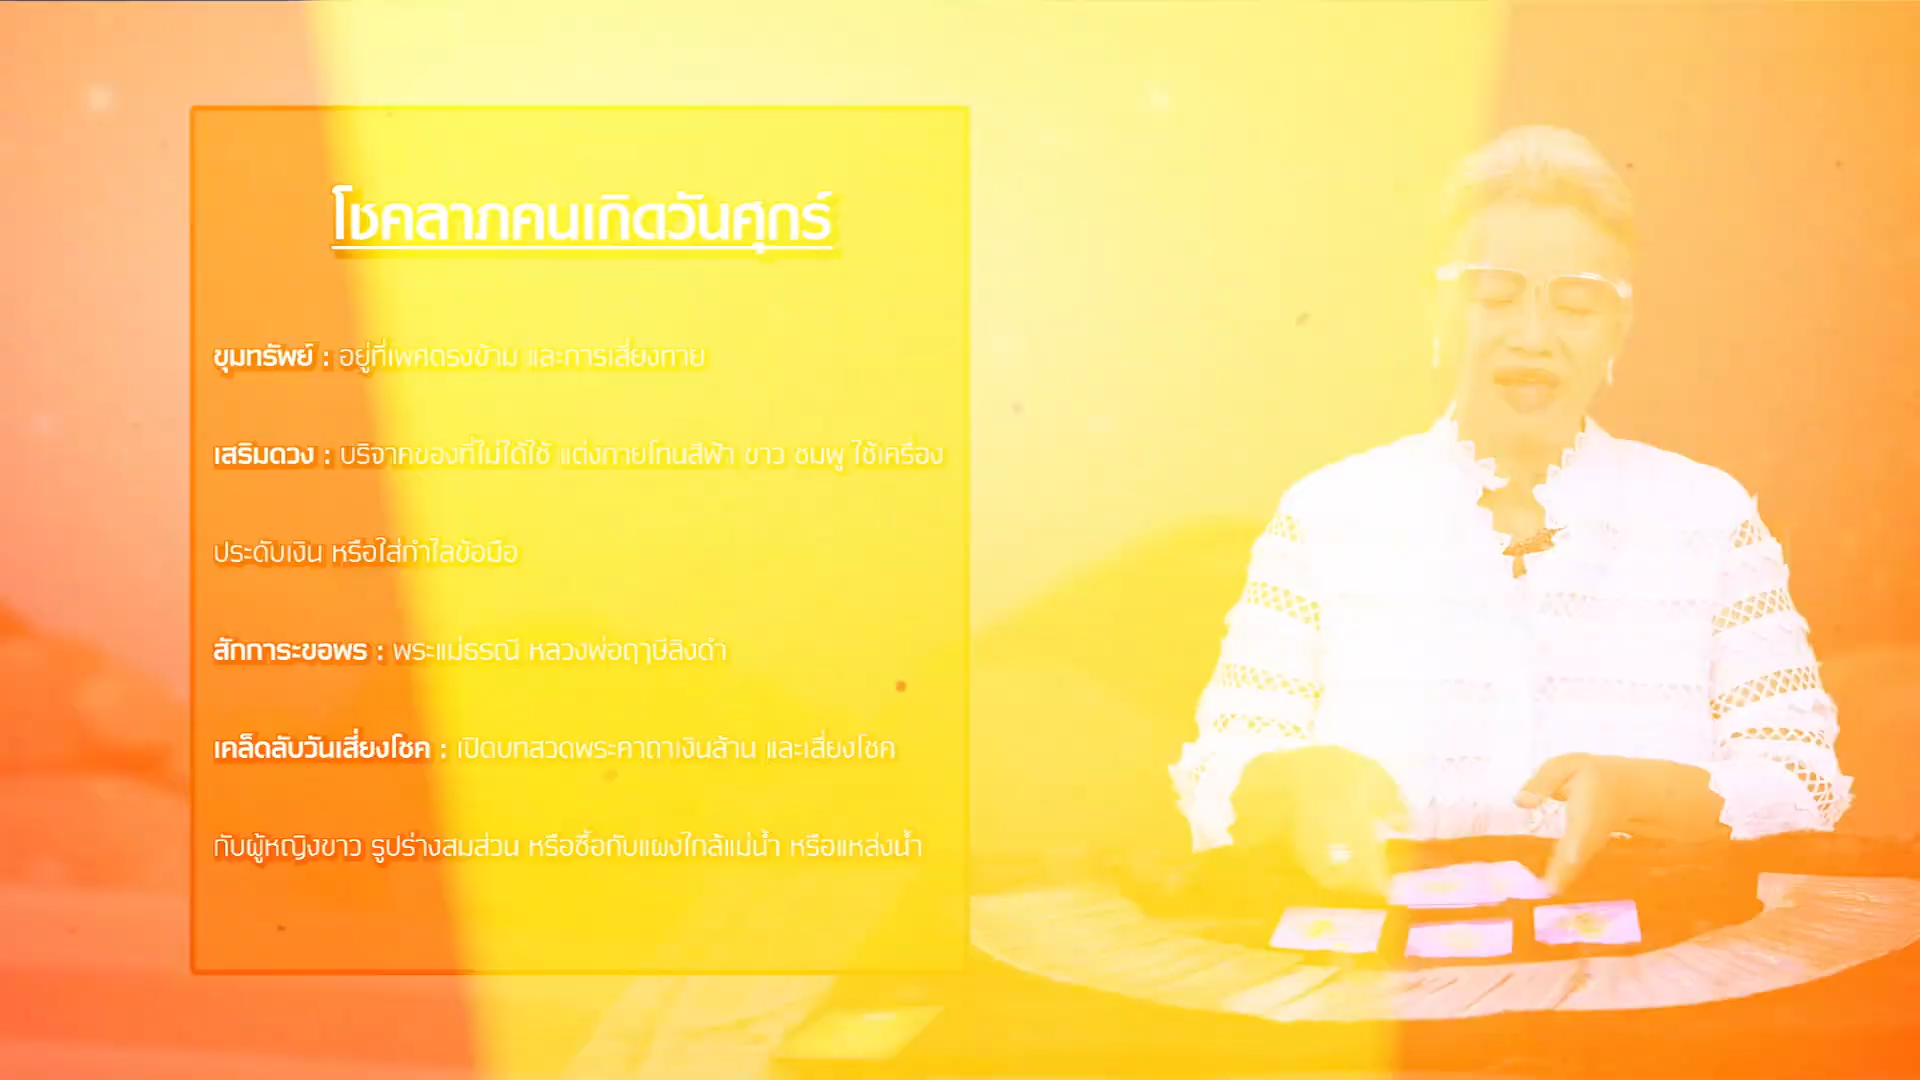 โชคลาภคนเกิดวันศุกร์
ขุมทรัพย์ : อยู่ที่เพศตรงข้าม และการเสี่ยงทาย
เสริมดวง : บริจาคของที่ไม่ได้ใช้ แต่งกายโทนสีฟ้า ขาว ชมพู ใช้เครื่อง
ประดับเงิน หรือใส่กำไลข้อมือ
สักการะขอพร : พระแม่ธรณี หลวงพ่อฤๅษีลิงดำ
เคล็ดลับวันเสี่ยงโชค : เปิดบทสวดพระคาถาเงินล้าน และเสี่ยงโชค
กับผู้หญิงขาว รูปร่างสมส่วน หรือซื้อกับแผงใกล้แม่น้ำ หรือแหล่งน้ำ